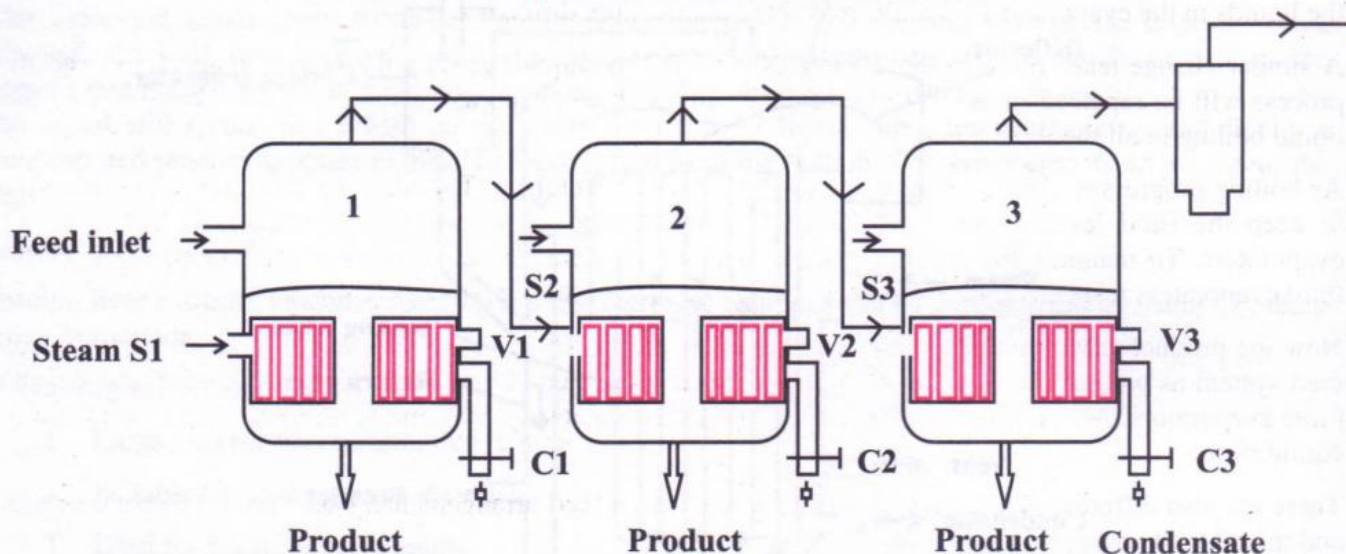 1
2
3
Feed inlet
S2
S3
Steam S1
V1
V2
V3
C1
C2
C3
Product
Product
Product
Condensate